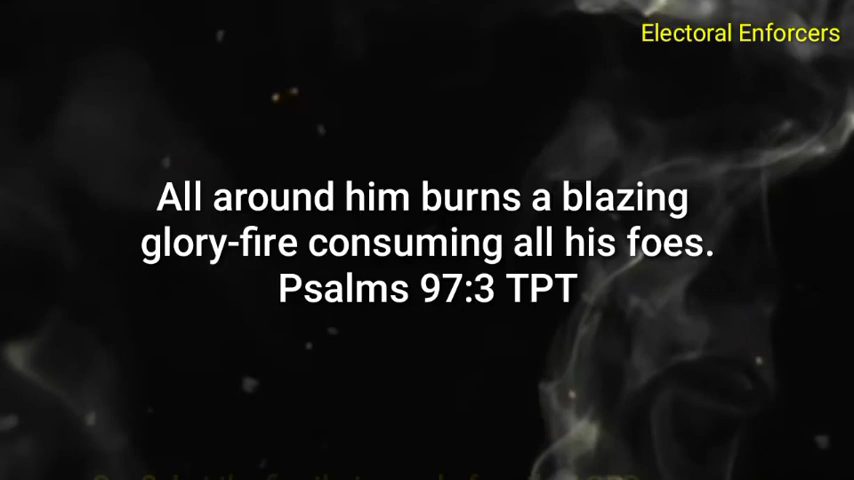 Electoral Enforcers
All around him burns a blazing
glory-fire consuming all his foes.
Psalms 97:3 TPT